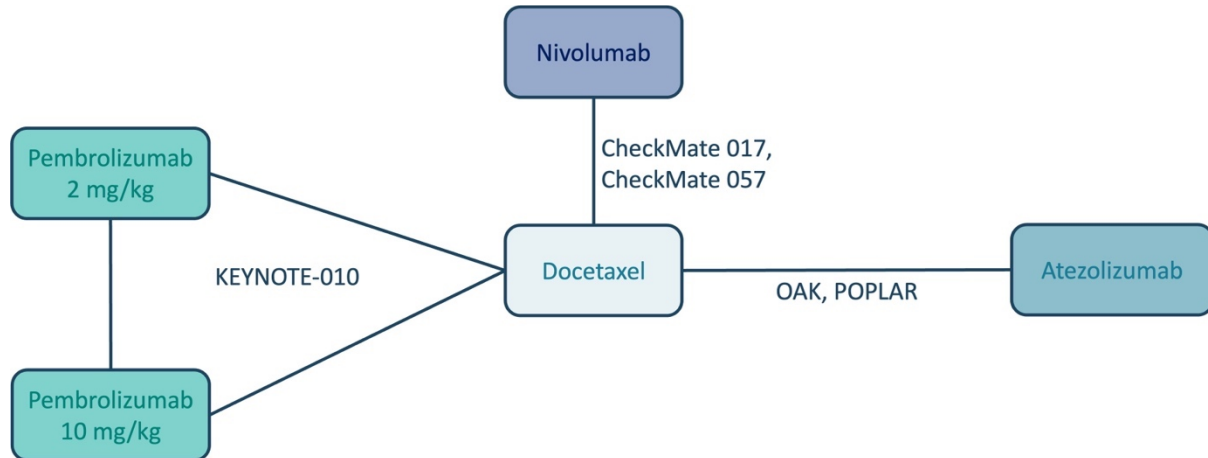 Nivolumab
CheckMate 017,
CheckMate 057
Pembrolizumab
2 mg/kg
KEYNOTE-010
Docetaxel
OAK, POPLAR
Atezolizumab
Pembrolizumab
10 mg/kg